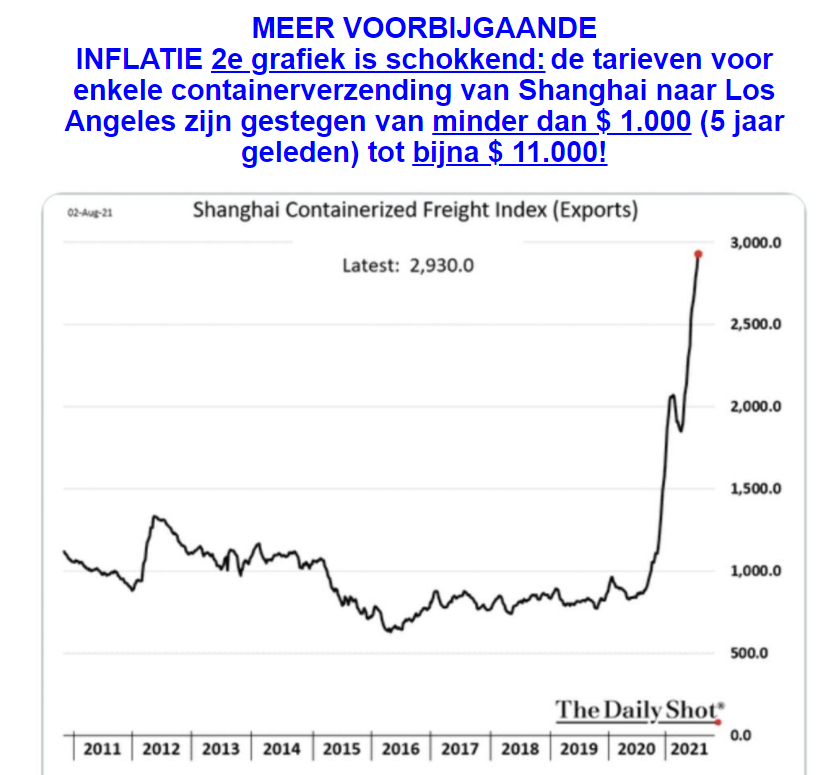 MEER VOORBIJGAANDE
INFLATIE 2e grafiek is schokkend: de tarieven voor
enkele containerverzending van Shanghai naar Los
Angeles zijn gestegen van minder dan $ 1.000 (5 jaar
geleden) tot bijna $ 11.000!
02-Aug-21
Shanghai Containerized Freight Index (Exports)
Latest: 2,930.0
3,000.0
2,500.0
2,000.0
1,500.0
1,000.0
500.0
The Daily Shot®
0.0
2011 2012 2013 2014 2015 2016 2017 2018 2019 2020 2021